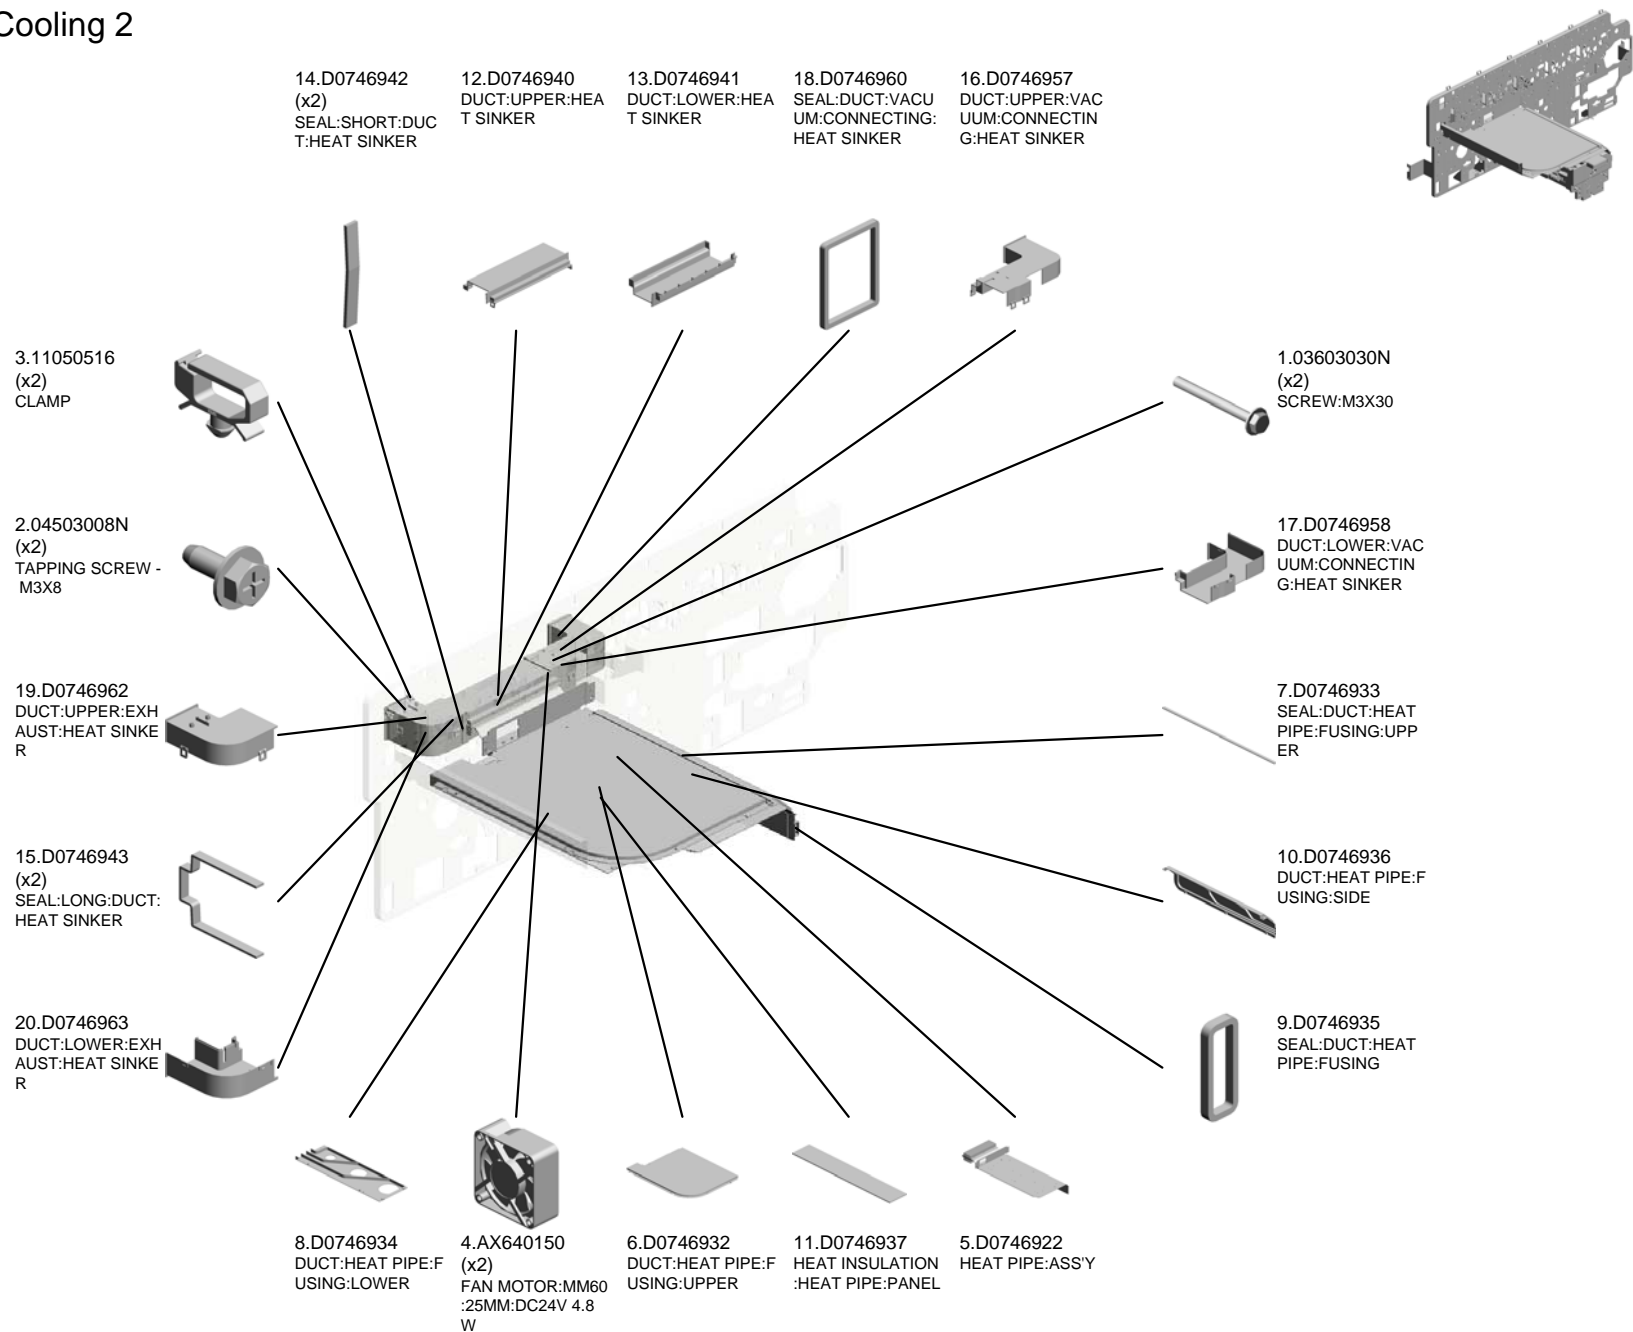 Cooling 2
14.D0746942
(x2)
SEAL:SHORT:DUC
T:HEAT SINKER
12.D0746940
DUCT:UPPER:HEA
T SINKER
13.D0746941
DUCT:LOWER:HEA
T SINKER
18.D0746960
SEAL:DUCT:VACU
UM:CONNECTING:
HEAT SINKER
16.D0746957
DUCT:UPPER:VAC
UUM:CONNECTIN
G:HEAT SINKER
3.11050516
(x2)
CLAMP
1.03603030N
(x2)
SCREW:M3X30
2.04503008N
(x2)
TAPPING SCREW -
M3X8
17.D0746958
DUCT:LOWER:VAC
UUM:CONNECTIN
G:HEAT SINKER
19.D0746962
DUCT:UPPER:EXH
AUST:HEAT SINKE
R
7.D0746933
SEAL:DUCT:HEAT
PIPE:FUSING:UPP
ER
15.D0746943
(x2)
SEAL:LONG:DUCT:
HEAT SINKER
10.D0746936
DUCT:HEAT PIPE:F
USING:SIDE
20.D0746963
DUCT:LOWER:EXH
AUST:HEAT SINKE
R
9.D0746935
SEAL:DUCT:HEAT
PIPE:FUSING
8.D0746934
DUCT:HEAT PIPE:F
USING:LOWER
4.AX640150
(x2)
FAN MOTOR:MM60
:25MM:DC24V 4.8
W
6.D0746932
DUCT:HEAT PIPE:F
USING:UPPER
11.D0746937
HEAT INSULATION
:HEAT PIPE:PANEL
5.D0746922
HEAT PIPE:ASS'Y